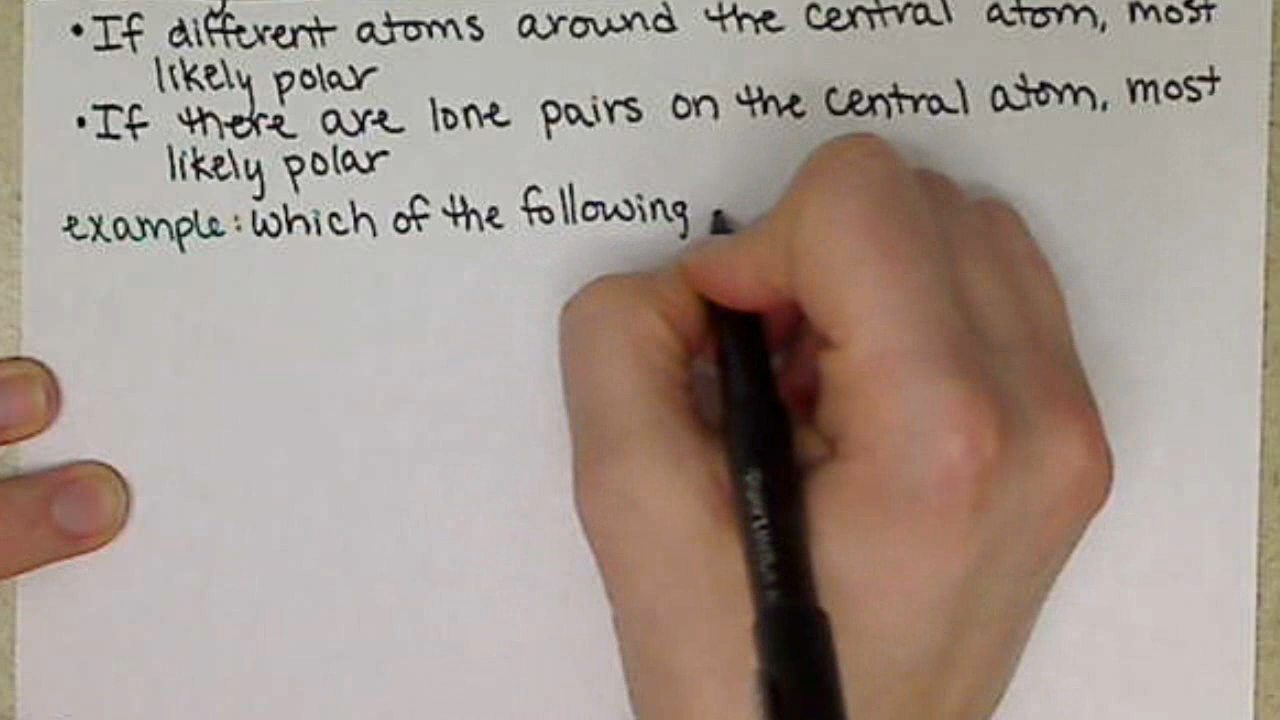 •If different atoms around the central atom, most
likely polar
•If there are lone pairs on the central atom, most
likely polar
example: Which of the following